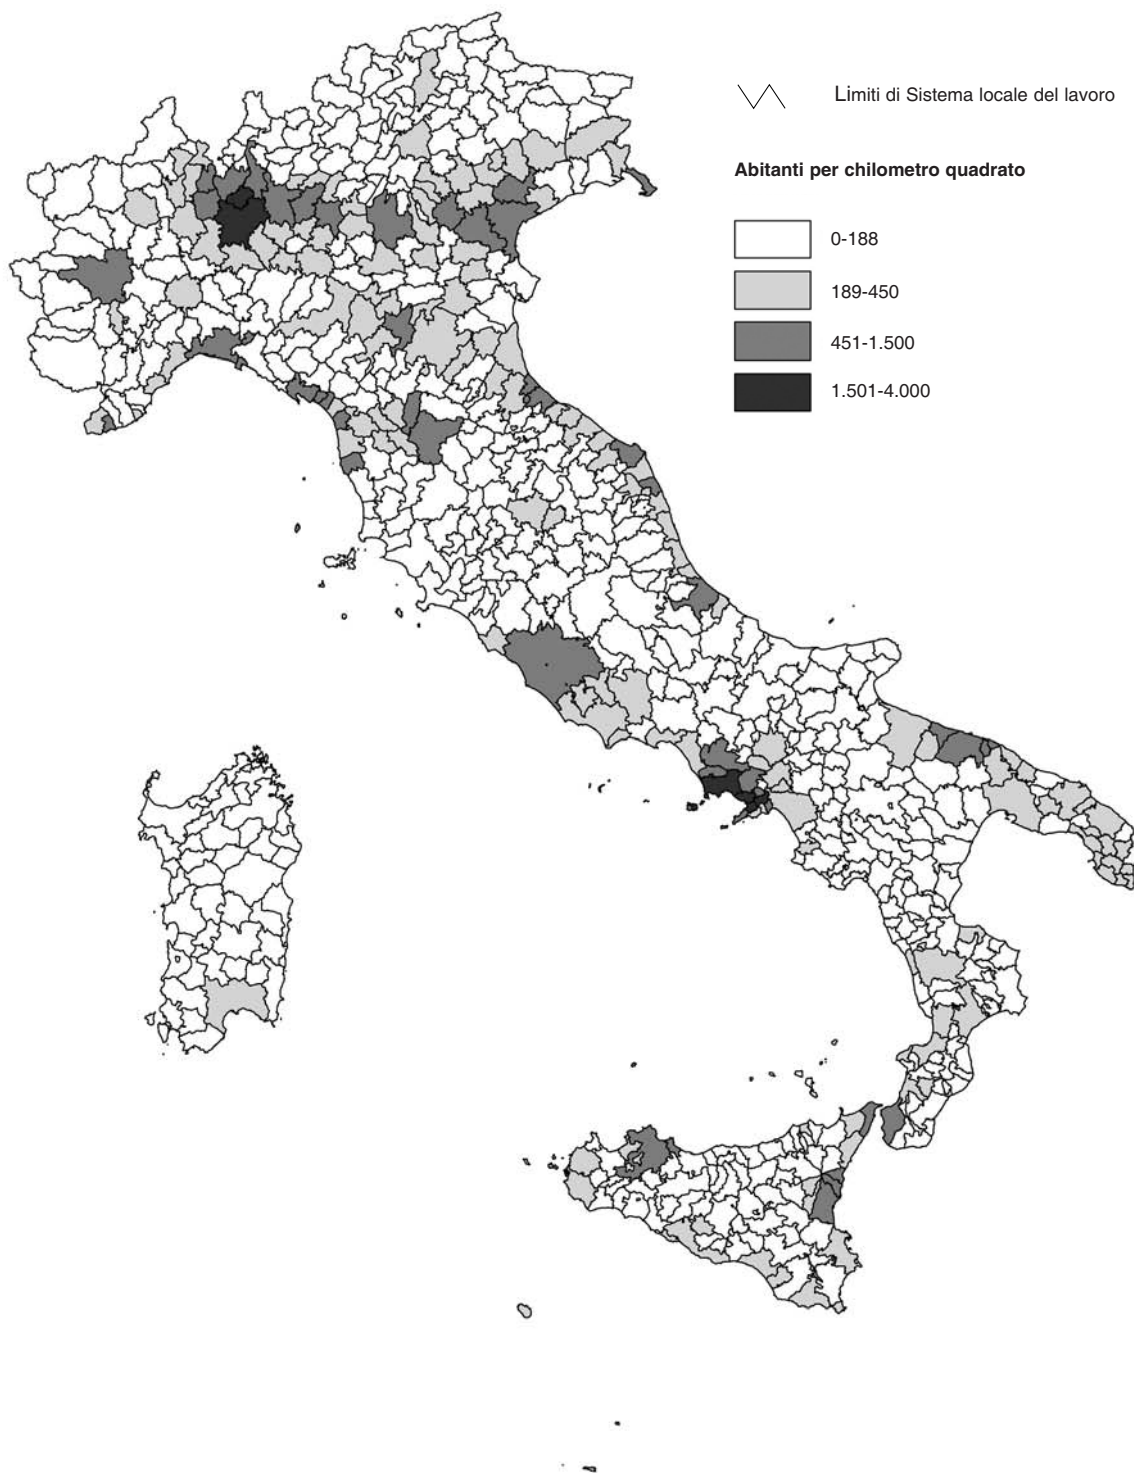 Limiti di Sistema locale del lavoro
Abitanti per chilometro quadrato
0-188
189-450
451-1.500
1.501-4.000